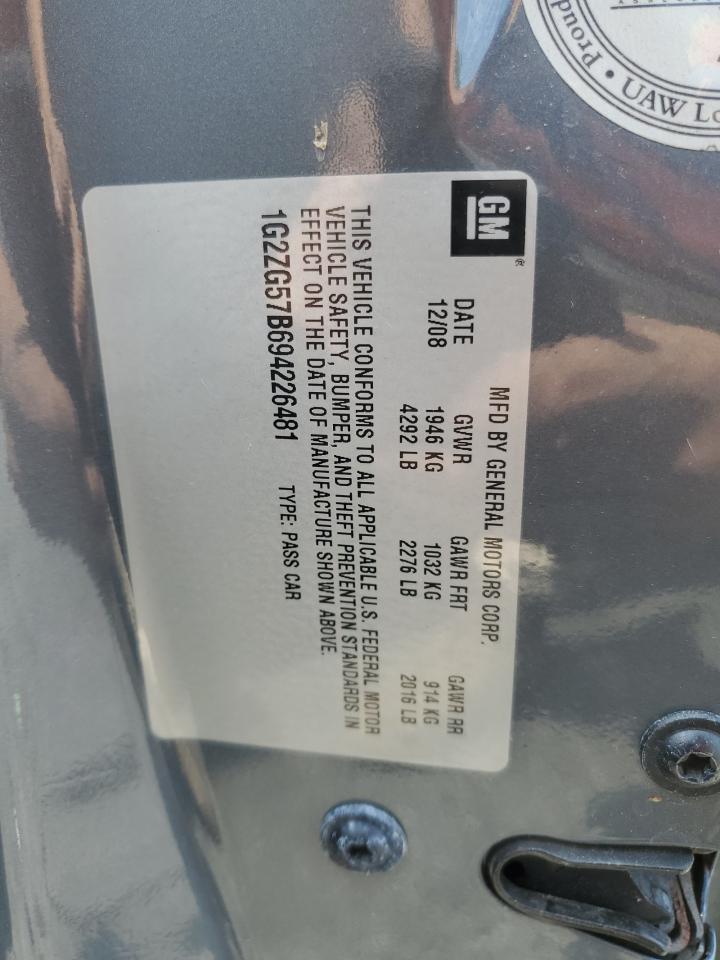 GM
MFD BY GENERAL MOTORS CORP.
DATE GVWR GAWR FRT GAWR RR
12/08 1946 KG 1032 KG 914 KG
4292 LB 2276 LB 2016 LB
THIS VEHICLE CONFORMS TO ALL APPLICABLE U.S. FEDERAL MOTOR
VEHICLE SAFETY, BUMPER, AND THEFT PREVENTION STANDARDS IN
EFFECT ON THE DATE OF MANUFACTURE SHOWN ABOVE.
1G2ZG57B694226481 TYPE: PASS CAR
Proud
• UAW Lo